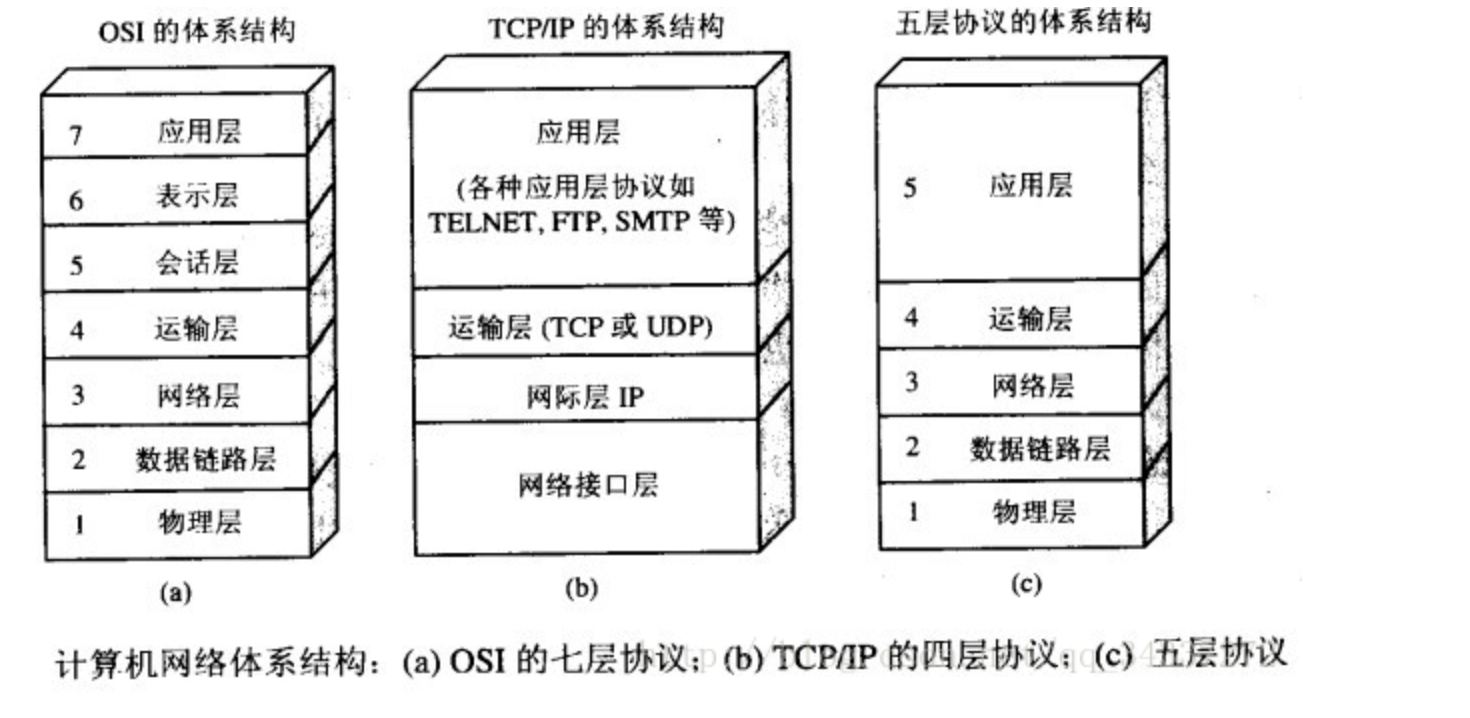 OSI 的体系结构
7 应用层
6 表示层
5 会话层
4 运输层
3 网络层
2 数据链路层
1 物理层
(a)
TCP/IP 的体系结构
应用层
(各种应用层协议如
TELNET, FTP, SMTP 等)
运输层 (TCP 或 UDP)
网际层 IP
网络接口层
(b)
五层协议的体系结构
5 应用层
4 运输层
3 网络层
2 数据链路层
1 物理层
(c)
计算机网络体系结构：(a) OSI 的七层协议；(b) TCP/IP 的四层协议；(c) 五层协议